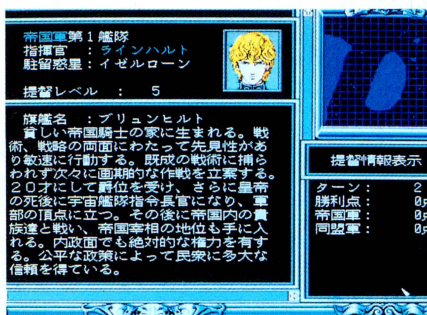 帝国軍第1艦隊
指揮官　：ラインハルト
駐留惑星：イゼルローン
提督レベル　：　5
旗艦名　：ブリュンヒルト
貧しい帝国騎士の家に生まれる。戦
術、戦略の両面にわたって先見性があ
り敏速に行動する。既成の戦術に捕ら
われず次々に画期的な作戦を立案する。
20才にして爵位を受け、さらに皇帝
の死後に宇宙艦隊指令長官になり、軍
部の頂点に立つ。その後に帝国内の貴
族達と戦い、帝国宰相の地位も手に入
れる。内政面でも絶対的な権力を有す
る。公平な政策によって民衆に多大な
信頼を得ている。
提督情報表示
ターン：　2
勝利点：　0点
帝国軍：　0点
同盟軍：　0点